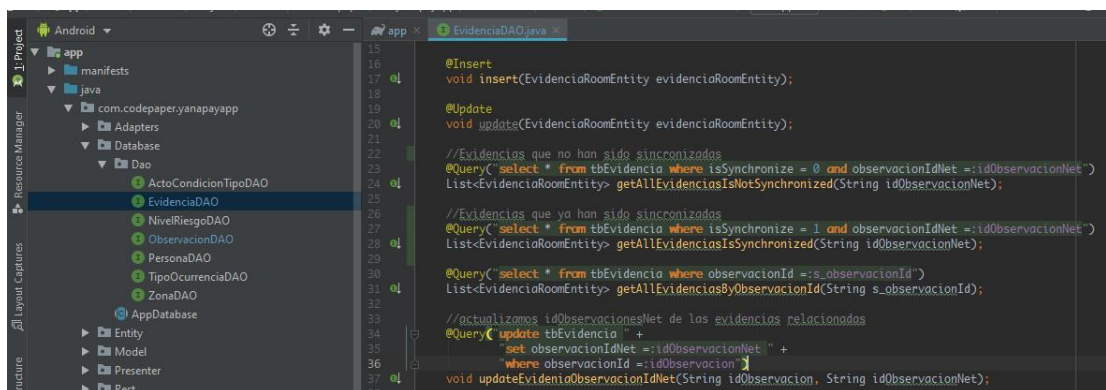 Android
app
EvidenciaDAO.java
1: Project
Resource Manager
Layout Captures
ructure
app
manifests
java
com.codepaper.yanapayapp
Adapters
Database
Dao
ActoCondicionTipoDAO
EvidenciaDAO
NivelRiesgoDAO
ObservacionDAO
PersonaDAO
TipoOcurrenciaDAO
ZonaDAO
AppDatabase
Entity
Model
Presenter
15
16 @Insert
17 void insert(EvidenciaRoomEntity evidenciaRoomEntity);
18
19 @Update
20 void update(EvidenciaRoomEntity evidenciaRoomEntity);
21
22 //Evidencias que no han sido sincronizadas
23 @Query("select * from tbEvidencia where isSynchronize = 0 and observacionIdNet =:idObservacionNet")
24 List<EvidenciaRoomEntity> getAllEvidenciasIsNotSynchronized(String idObservacionNet);
25
26 //Evidencias que ya han sido sincronizadas
27 @Query("select * from tbEvidencia where isSynchronize = 1 and observacionIdNet =:idObservacionNet")
28 List<EvidenciaRoomEntity> getAllEvidenciasIsSynchronized(String idObservacionNet);
29
30 @Query("select * from tbEvidencia where observacionId =:s_observacionId")
31 List<EvidenciaRoomEntity> getAllEvidenciasByObservacionId(String s_observacionId);
32
33 //actualizamos idObservacionesNet de las evidencias relacionadas
34 @Query("update tbEvidencia " +
35 "set observacionIdNet =:idObservacionNet " +
36 "where observacionId =:idObservacion")
37 void updateEvideniaObservacionIdNet(String idObservacion, String idObservacionNet);